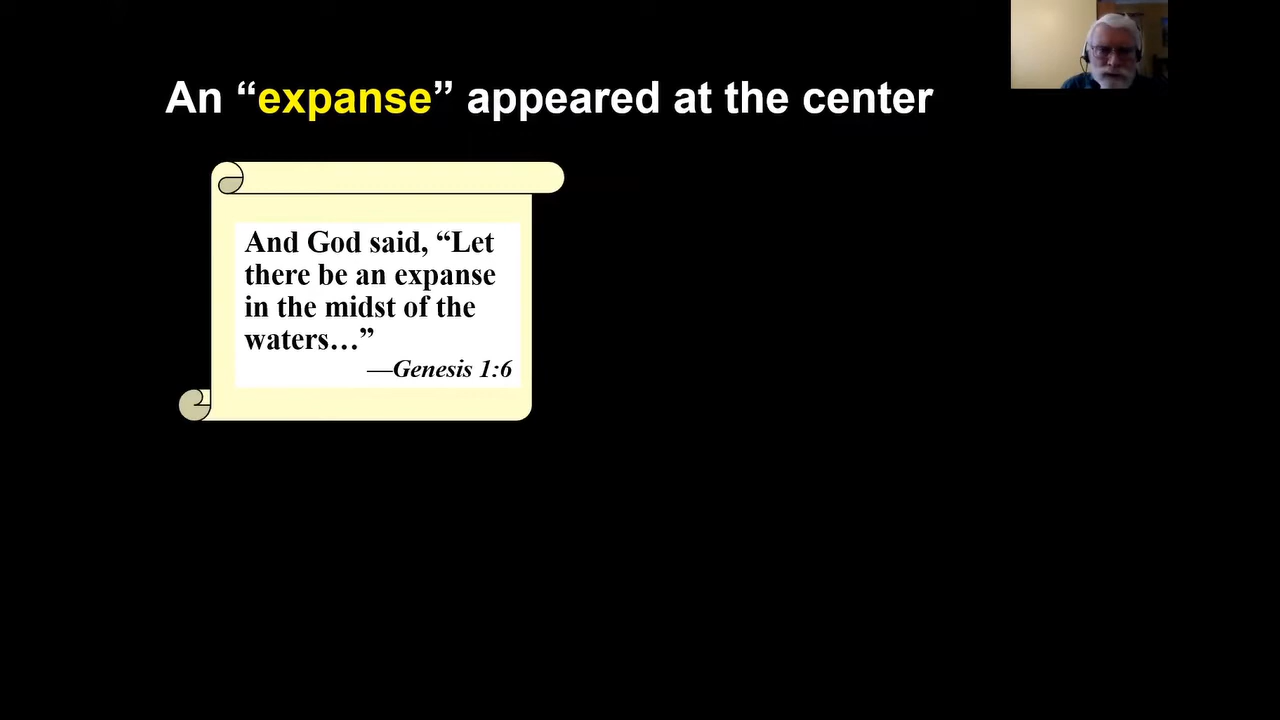 An “expanse” appeared at the center
And God said, “Let
there be an expanse
in the midst of the
waters…”
—Genesis 1:6